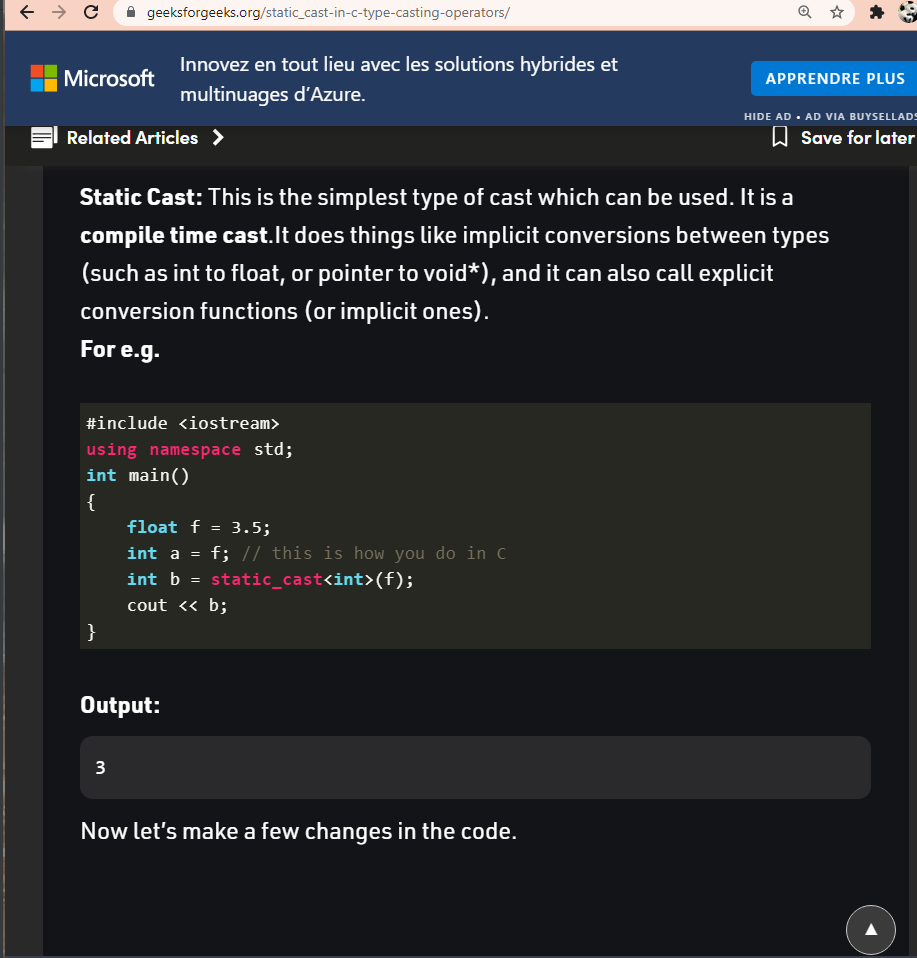 geeksforgeeks.org/static_cast-in-c-type-casting-operators/
Microsoft
Innovez en tout lieu avec les solutions hybrides et
multinuages d’Azure.
APPRENDRE PLUS
HIDE AD • AD VIA BUYSELLADS
Related Articles
Save for later
Static Cast: This is the simplest type of cast which can be used. It is a
compile time cast.It does things like implicit conversions between types
(such as int to float, or pointer to void*), and it can also call explicit
conversion functions (or implicit ones).
For e.g.
#include <iostream>
using namespace std;
int main()
{
    float f = 3.5;
    int a = f; // this is how you do in C
    int b = static_cast<int>(f);
    cout << b;
}
Output:
3
Now let’s make a few changes in the code.